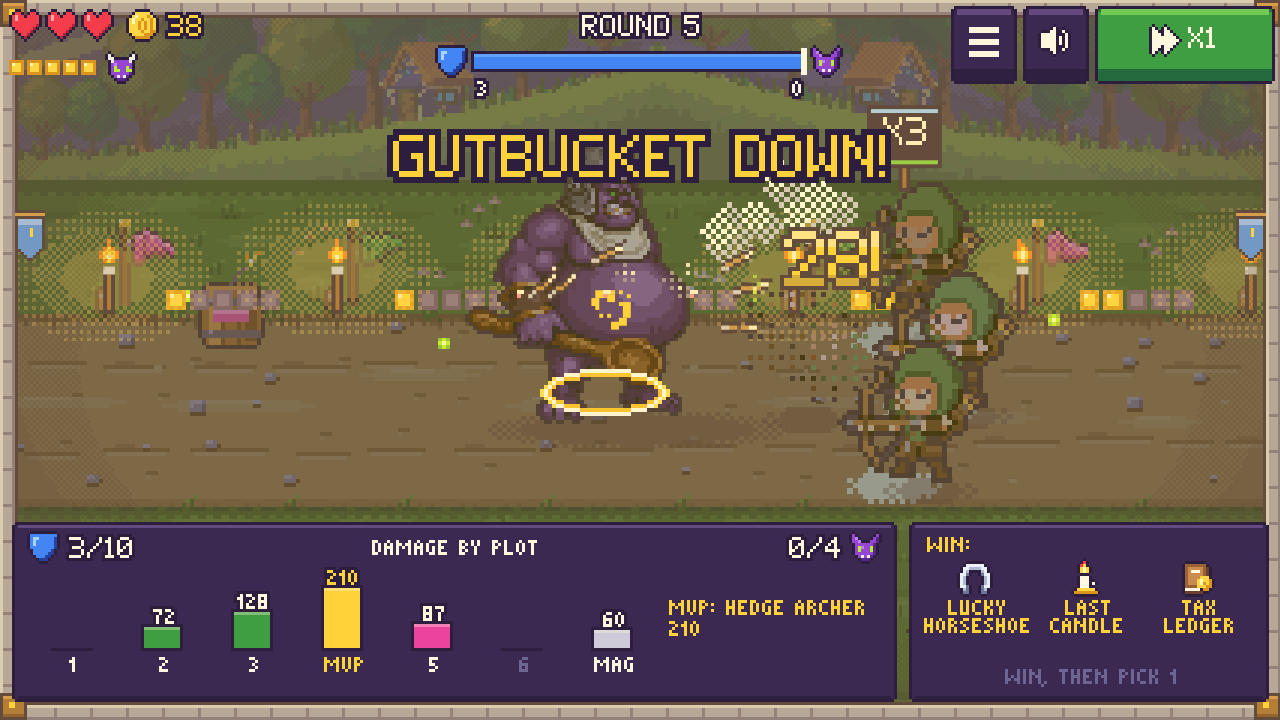 38
ROUND 5
X1
3
0
X3
GUTBUCKET DOWN!
28!
3/10
DAMAGE BY PLOT
0/4
72
128
210
87
60
1
2
3
MVP
5
6
MAG
MVP: HEDGE ARCHER
210
WIN:
LUCKY
HORSESHOE
LAST
CANDLE
TAX
LEDGER
WIN, THEN PICK 1